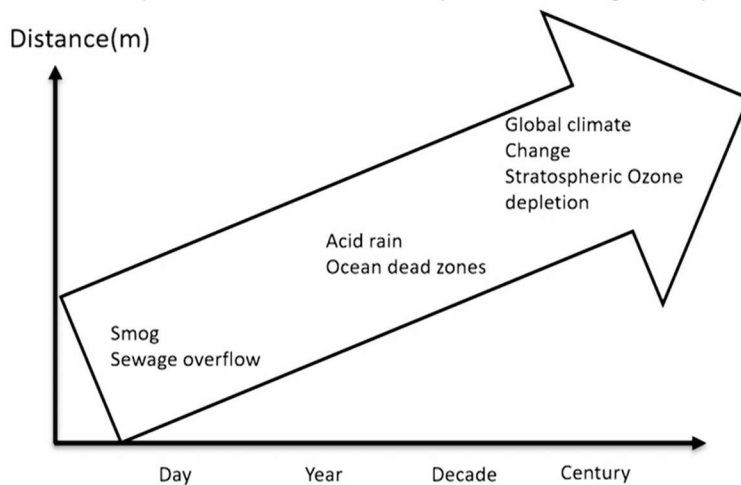 Distance(m)
Global climate
Change
Stratospheric Ozone
depletion
Acid rain
Ocean dead zones
Smog
Sewage overflow
Day Year Decade Century